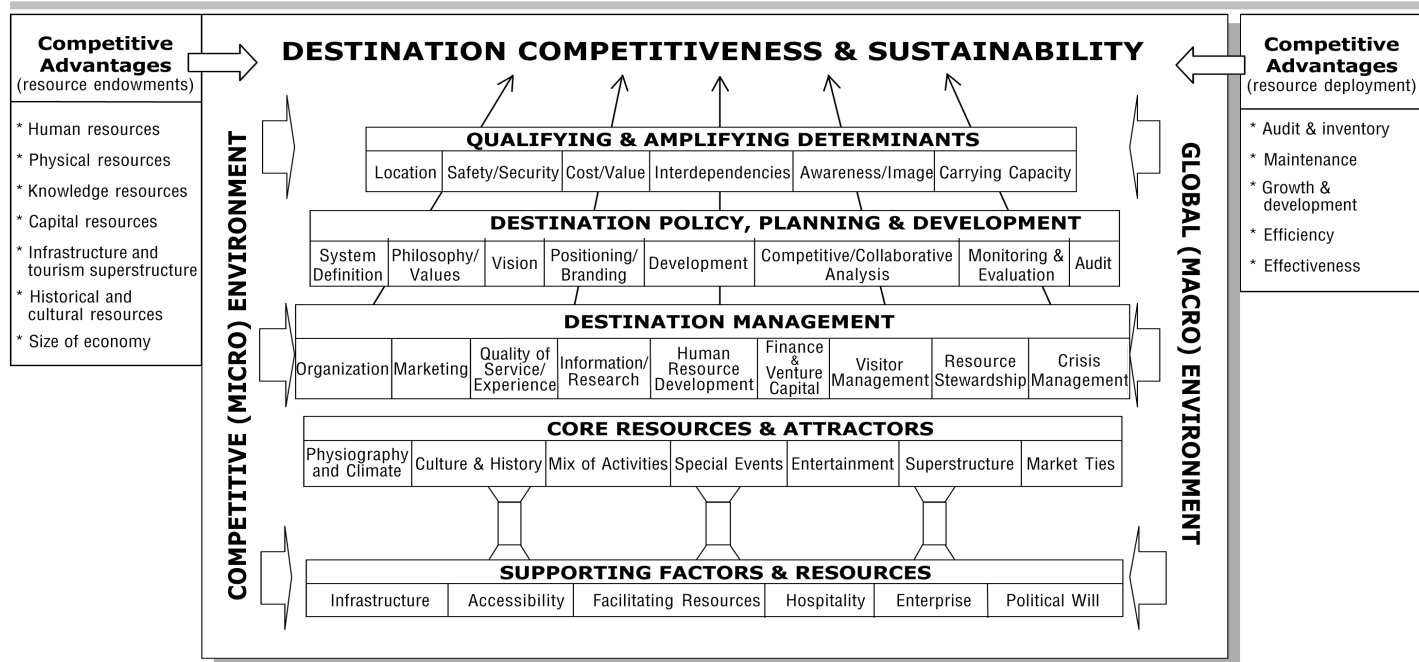 Competitive
Advantages
(resource endowments)
* Human resources
* Physical resources
* Knowledge resources
* Capital resources
* Infrastructure and
tourism superstructure
* Historical and
cultural resources
* Size of economy
COMPETITIVE (MICRO) ENVIRONMENT
DESTINATION COMPETITIVENESS & SUSTAINABILITY
QUALIFYING & AMPLIFYING DETERMINANTS
Location
Safety/Security
Cost/Value
Interdependencies
Awareness/Image
Carrying Capacity
DESTINATION POLICY, PLANNING & DEVELOPMENT
System
Definition
Philosophy/
Values
Vision
Positioning/
Branding
Development
Competitive/Collaborative
Analysis
Monitoring &
Evaluation
Audit
DESTINATION MANAGEMENT
Organization
Marketing
Quality of
Service/
Experience
Information/
Research
Human
Resource
Development
Finance
&
Venture
Capital
Visitor
Management
Resource
Stewardship
Crisis
Management
CORE RESOURCES & ATTRACTORS
Physiography
and Climate
Culture & History
Mix of Activities
Special Events
Entertainment
Superstructure
Market Ties
SUPPORTING FACTORS & RESOURCES
Infrastructure
Accessibility
Facilitating Resources
Hospitality
Enterprise
Political Will
GLOBAL (MACRO) ENVIRONMENT
Competitive
Advantages
(resource deployment)
* Audit & inventory
* Maintenance
* Growth &
development
* Efficiency
* Effectiveness